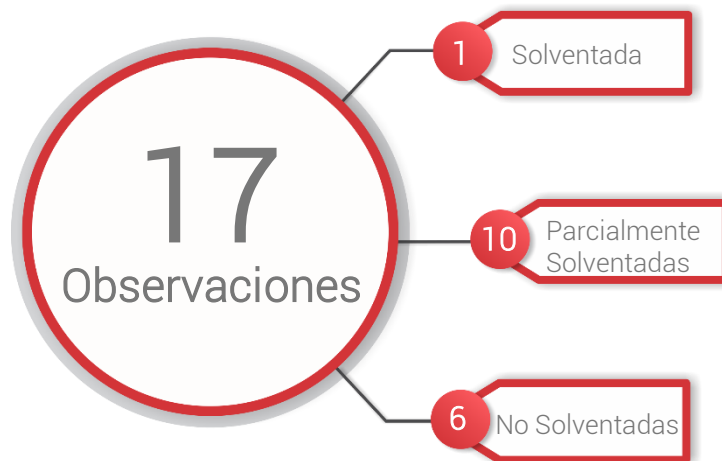 17
Observaciones
1
Solventada
10
Parcialmente
Solventadas
6
No Solventadas